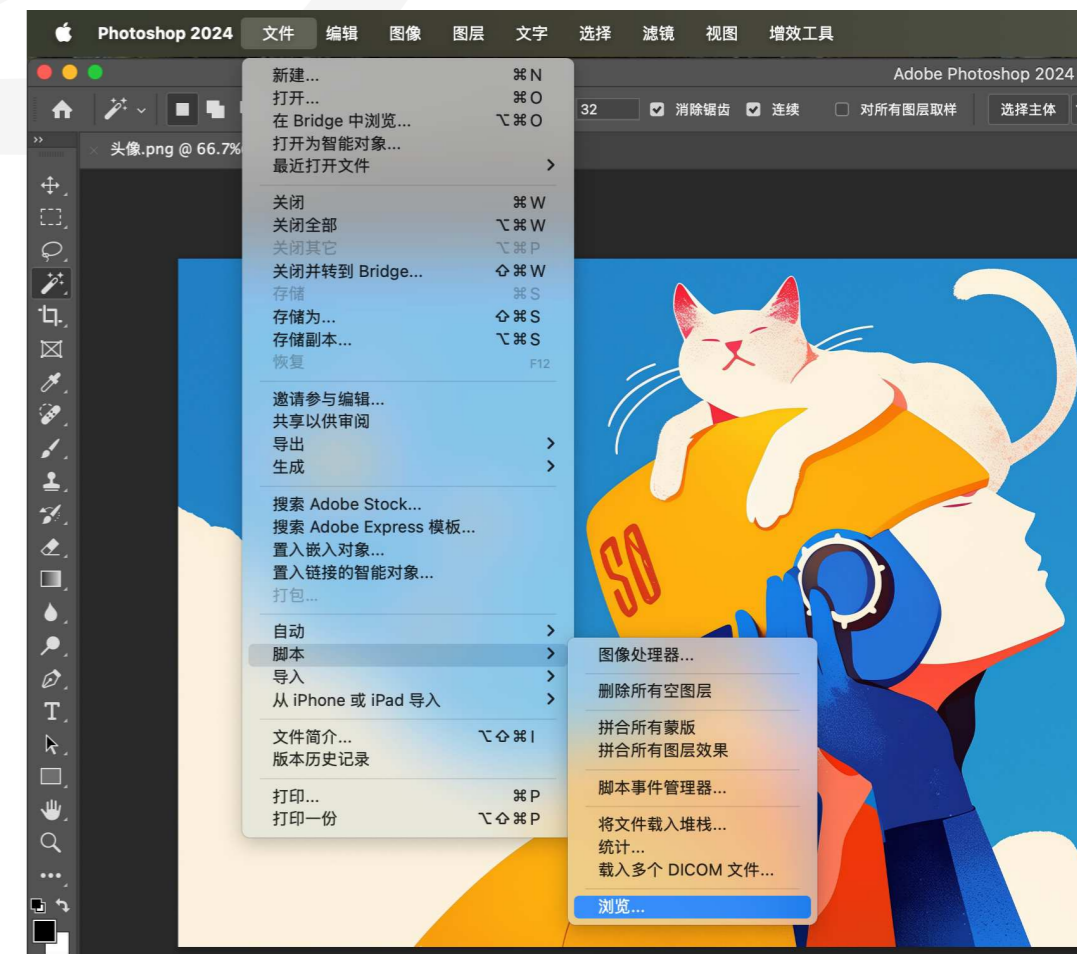 Photoshop 2024 文件 编辑 图像 图层 文字 选择 滤镜 视图 增效工具
Adobe Photoshop 2024
32 消除锯齿 连续 对所有图层取样 选择主体
头像.png @ 66.7%
新建... ⌘N
打开... ⌘O
在 Bridge 中浏览... ⌥⌘O
打开为智能对象...
最近打开文件
关闭 ⌘W
关闭全部 ⌥⌘W
关闭其它 ⌥⌘P
关闭并转到 Bridge... ⇧⌘W
存储 ⌘S
存储为... ⇧⌘S
存储副本... ⌥⌘S
恢复 F12
邀请参与编辑...
共享以供审阅
导出
生成
搜索 Adobe Stock...
搜索 Adobe Express 模板...
置入嵌入对象...
置入链接的智能对象...
打包...
自动
脚本
导入
从 iPhone 或 iPad 导入
文件简介... ⌥⇧⌘I
版本历史记录
打印... ⌘P
打印一份 ⌥⇧⌘P
图像处理器...
删除所有空图层
拼合所有蒙版
拼合所有图层效果
脚本事件管理器...
将文件载入堆栈...
统计...
载入多个 DICOM 文件...
浏览...
SO